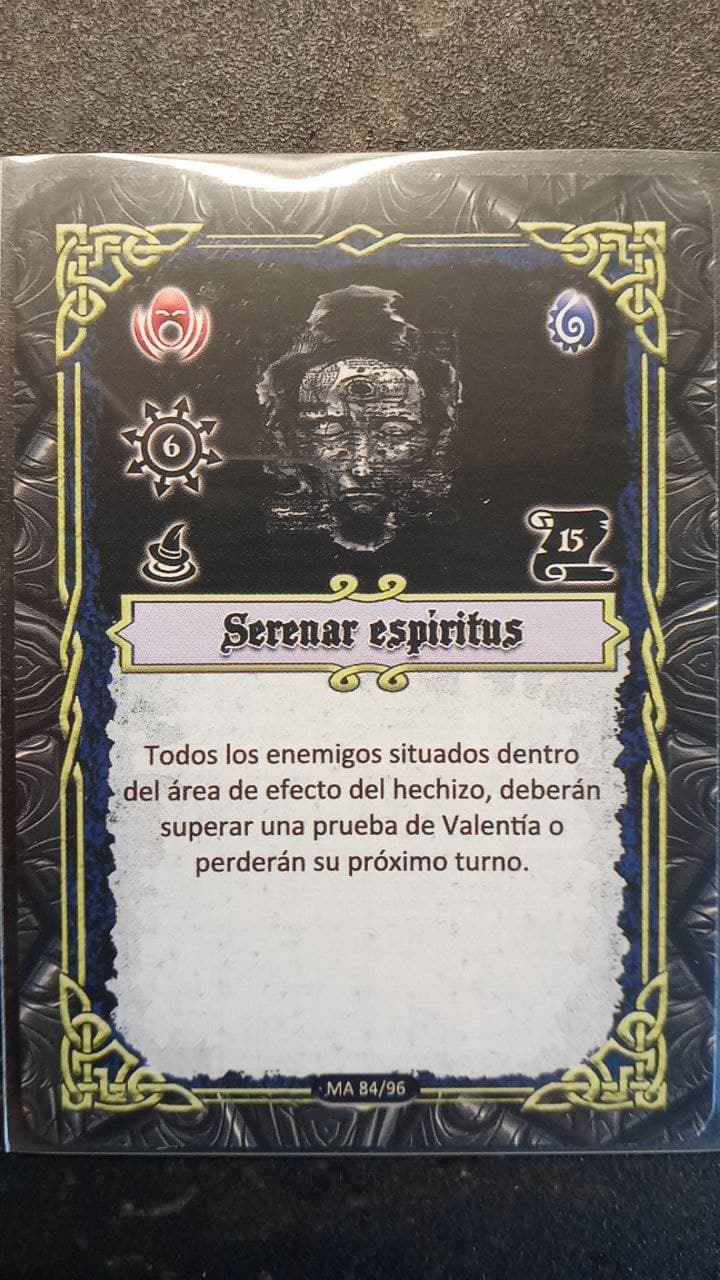 6
15
Serenar espíritus
Todos los enemigos situados dentro
del área de efecto del hechizo, deberán
superar una prueba de Valentía o
perderán su próximo turno.
MA 84/96